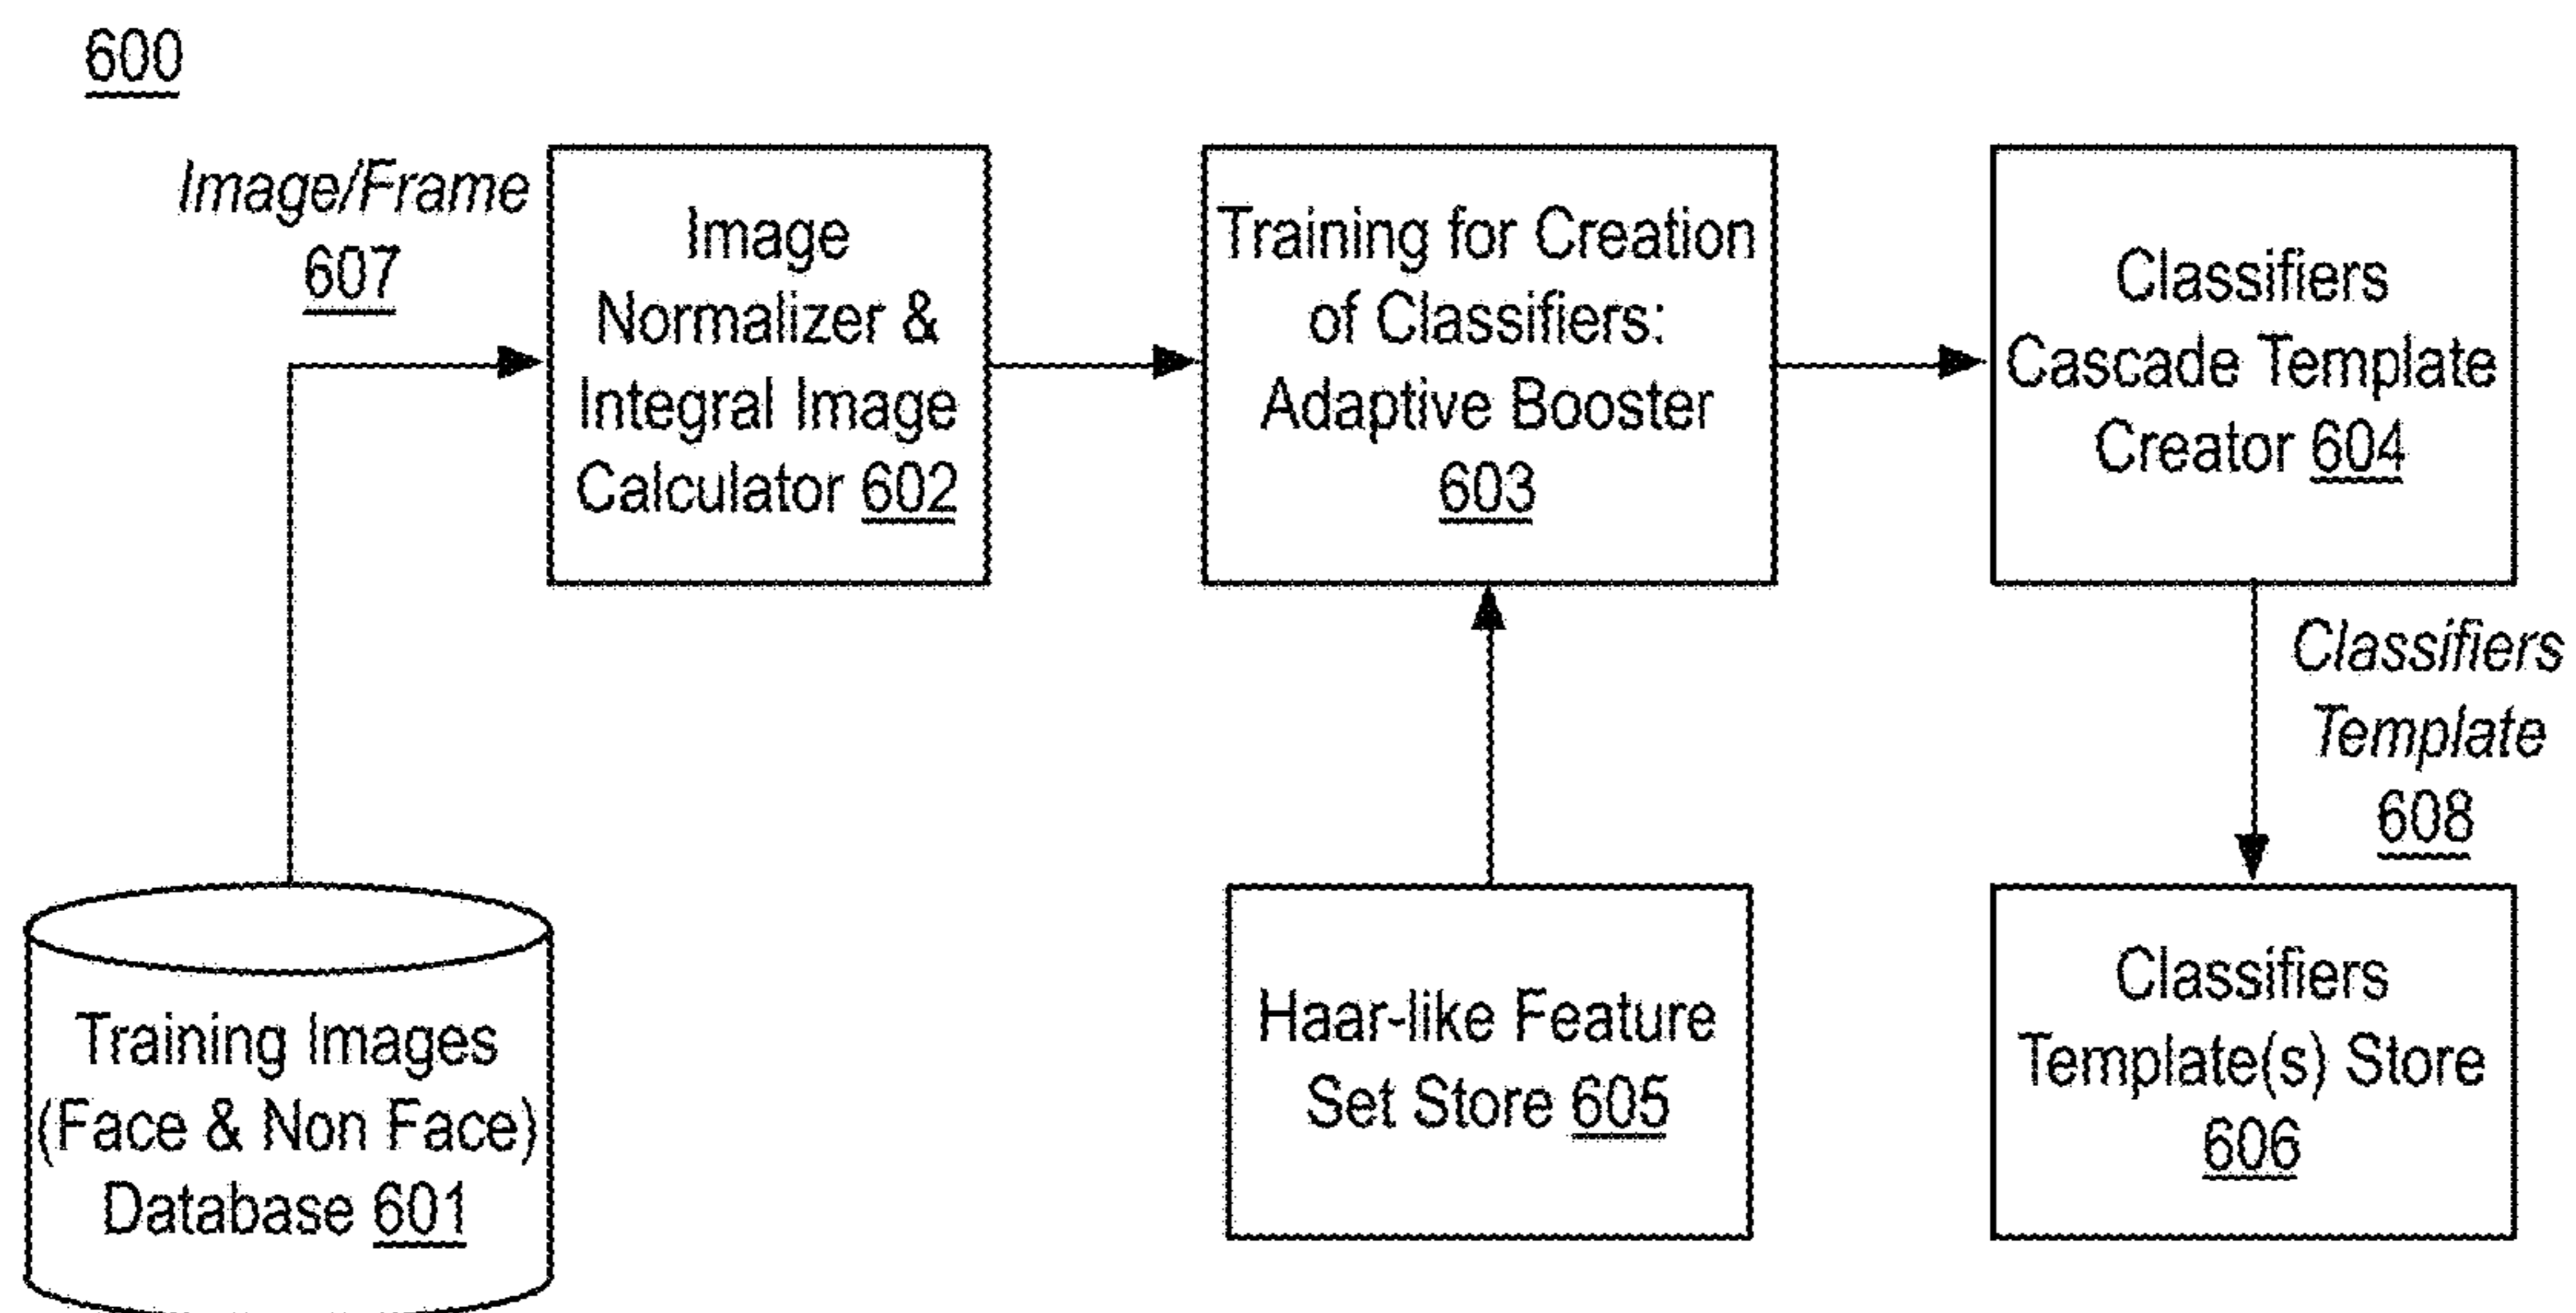 600
Image/Frame
607
Image
Normalizer &
Integral Image
Calculator 602
Training for Creation
of Classifiers:
Adaptive Booster
603
Classifiers
Cascade Template
Creator 604
Classifiers
Template
608
Training Images
(Face & Non Face)
Database 601
Haar-like Feature
Set Store 605
Classifiers
Template(s) Store
606